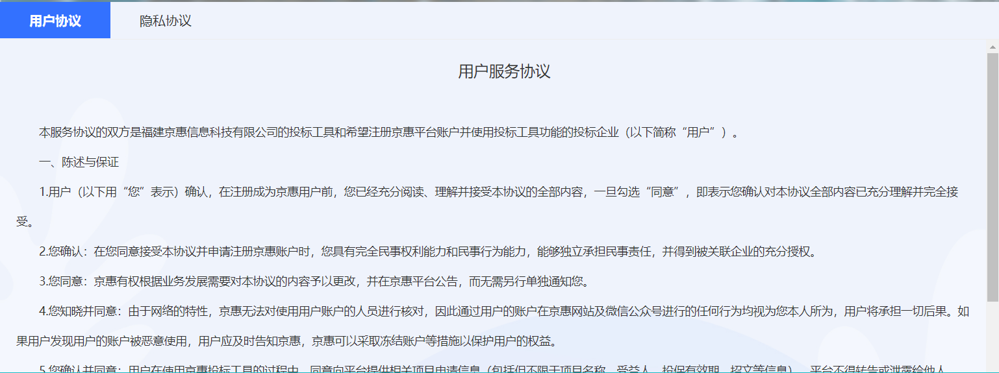 用户协议
隐私协议
用户服务协议
本服务协议的双方是福建京惠信息科技有限公司的投标工具和希望注册京惠平台账户并使用投标工具功能的投标企业（以下简称“用户”）。
一、陈述与保证
1.用户（以下用“您”表示）确认，在注册成为京惠用户前，您已经充分阅读、理解并接受本协议的全部内容，一旦勾选“同意”，即表示您确认对本协议全部内容已充分理解并完全接
受。
2.您确认：在您同意接受本协议并申请注册京惠账户时，您具有完全民事权利能力和民事行为能力，能够独立承担民事责任，并得到被关联企业的充分授权。
3.您同意：京惠有权根据业务发展需要对本协议的内容予以更改，并在京惠平台公告，而无需另行单独通知您。
4.您知晓并同意：由于网络的特性，京惠无法对使用用户账户的人员进行核对，因此通过用户的账户在京惠网站及微信公众号进行的任何行为均视为您本人所为，用户将承担一切后果。如
果用户发现用户的账户被恶意使用，用户应及时告知京惠，京惠可以采取冻结账户等措施以保护用户的权益。
5.您确认并同意：用户在使用京惠投标工具的过程中，同意向平台提供相关项目申请信息（包括但不限于项目名称、受益人、投保有效期、招文等信息），平台不得转告或泄露给他人，